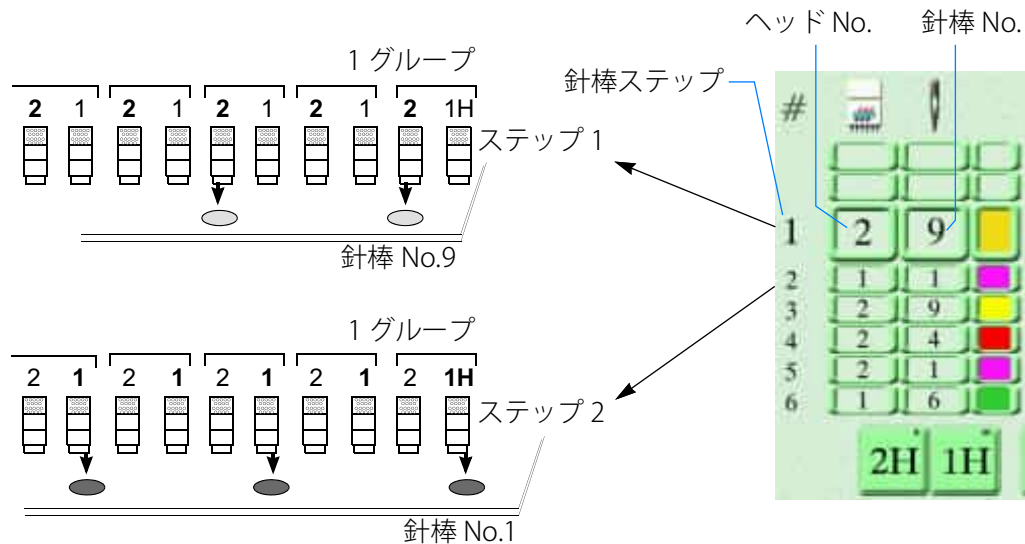 ヘッド No.
針棒 No.
1 グループ
針棒ステップ
2 1 2 1 2 1 2 1 2 1H
ステップ 1
針棒 No.9
1 グループ
2 1 2 1 2 1 2 1 2 1H
ステップ 2
針棒 No.1
#
1 2 9
2 1 1
3 2 9
4 2 4
5 2 1
6 1 6
2H 1H